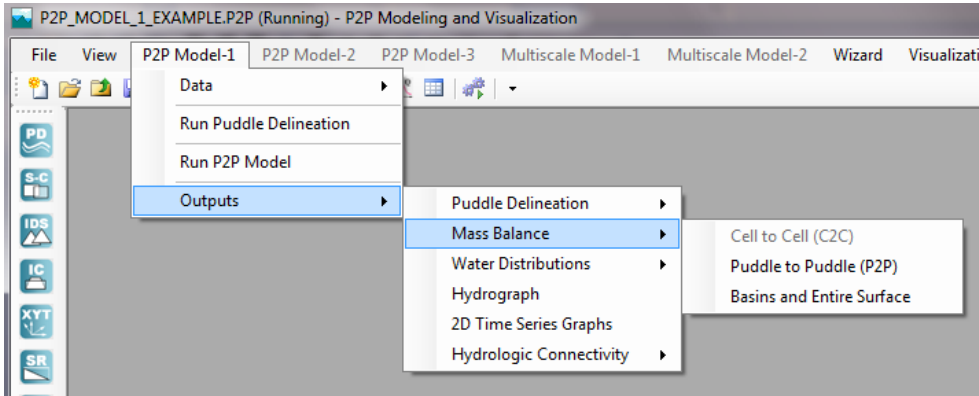 P2P_MODEL_1_EXAMPLE.P2P (Running) - P2P Modeling and Visualization
File View P2P Model-1 P2P Model-2 P2P Model-3 Multiscale Model-1 Multiscale Model-2 Wizard Visualizati
Data
Run Puddle Delineation
Run P2P Model
Outputs
Puddle Delineation
Mass Balance
Water Distributions
Hydrograph
2D Time Series Graphs
Hydrologic Connectivity
Cell to Cell (C2C)
Puddle to Puddle (P2P)
Basins and Entire Surface
PD
S-C
IDS
IC
XYT
SR